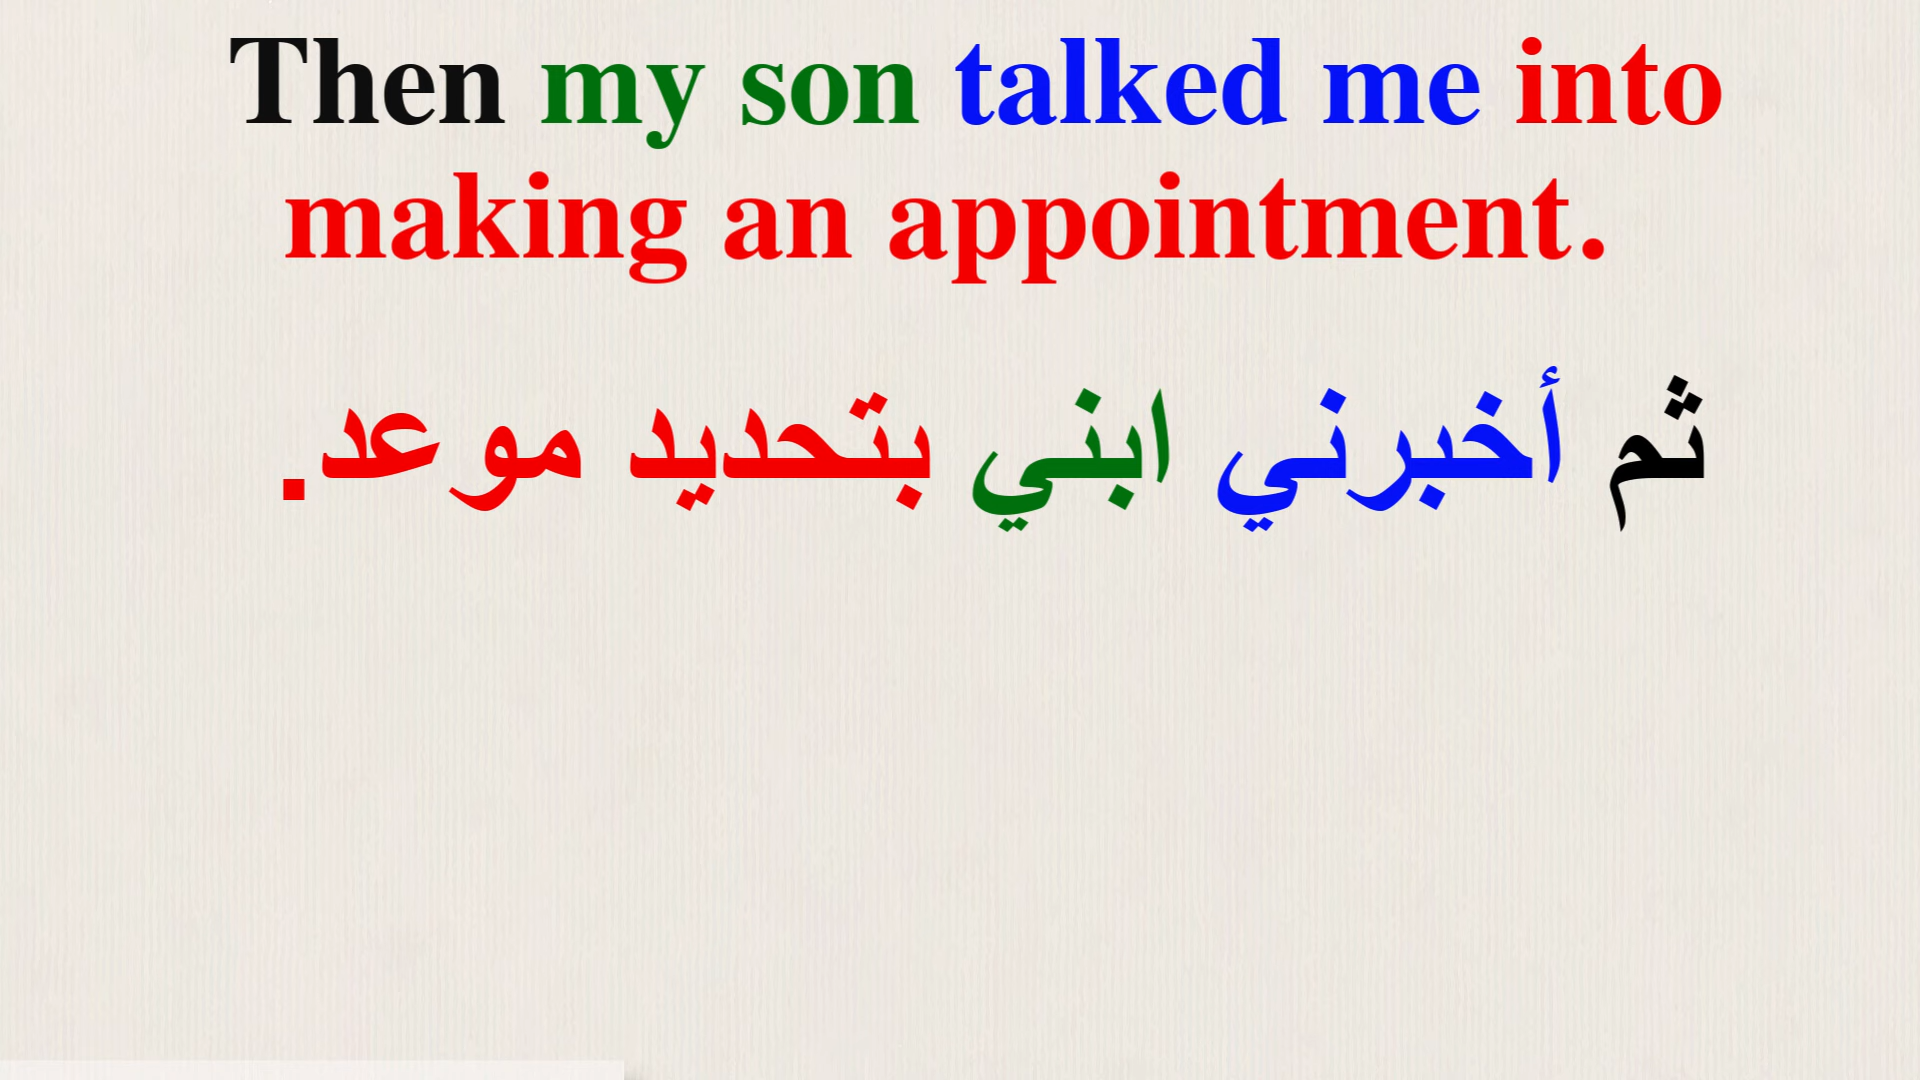 Then my son talked me into
making an appointment.
ثم أخبرني ابني بتحديد موعد.